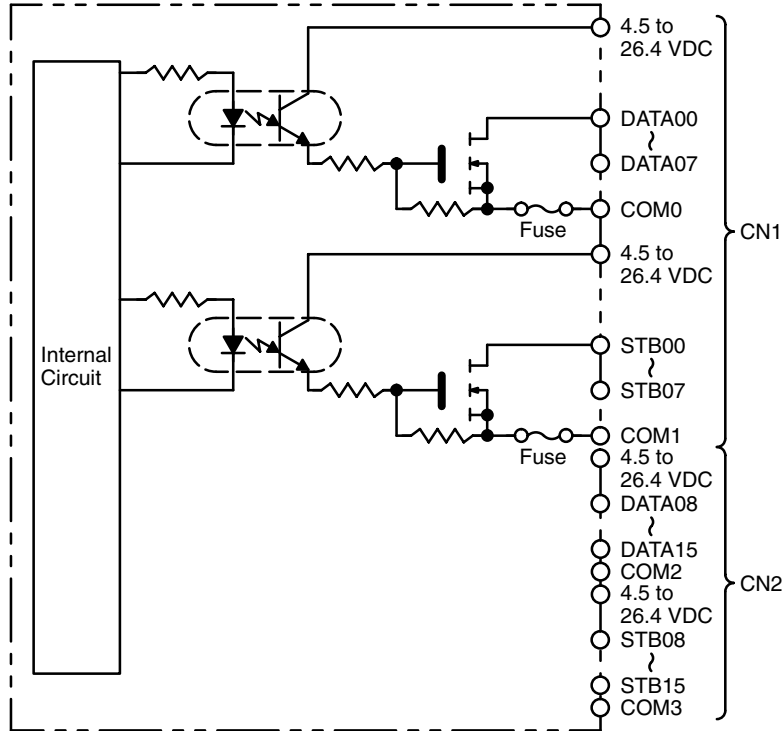 4.5 to
26.4 VDC
DATA00
~
DATA07
COM0
Fuse
CN1
4.5 to
26.4 VDC
Internal
Circuit
STB00
~
STB07
COM1
Fuse
4.5 to
26.4 VDC
DATA08
~
DATA15
COM2
CN2
4.5 to
26.4 VDC
STB08
~
STB15
COM3